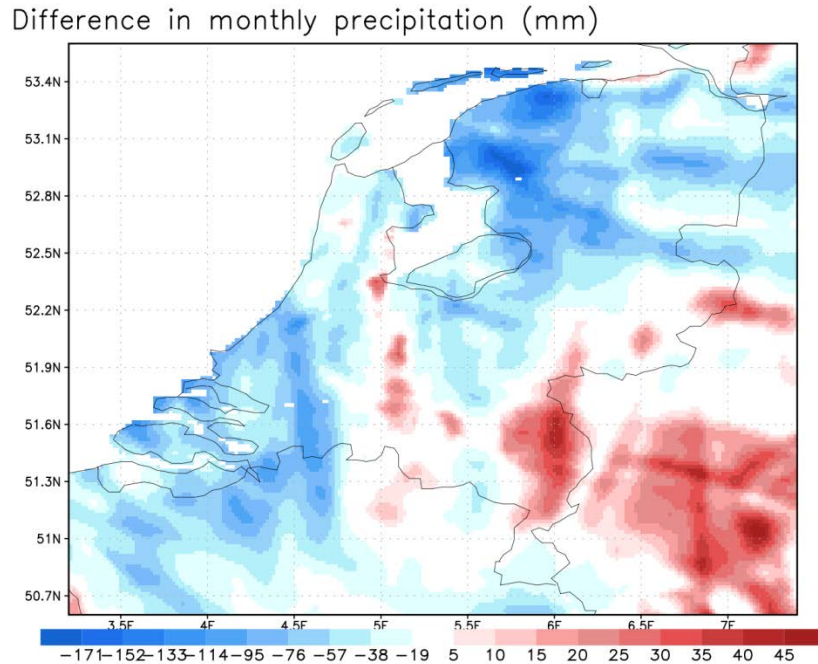 Difference in monthly precipitation (mm)
53.4N
53.1N
52.8N
52.5N
52.2N
51.9N
51.6N
51.3N
51N
50.7N
3.5E 4E 4.5E 5E 5.5E 6E 6.5E 7E
−171−152−133−114−95 −76 −57 −38 −19 5 10 15 20 25 30 35 40 45